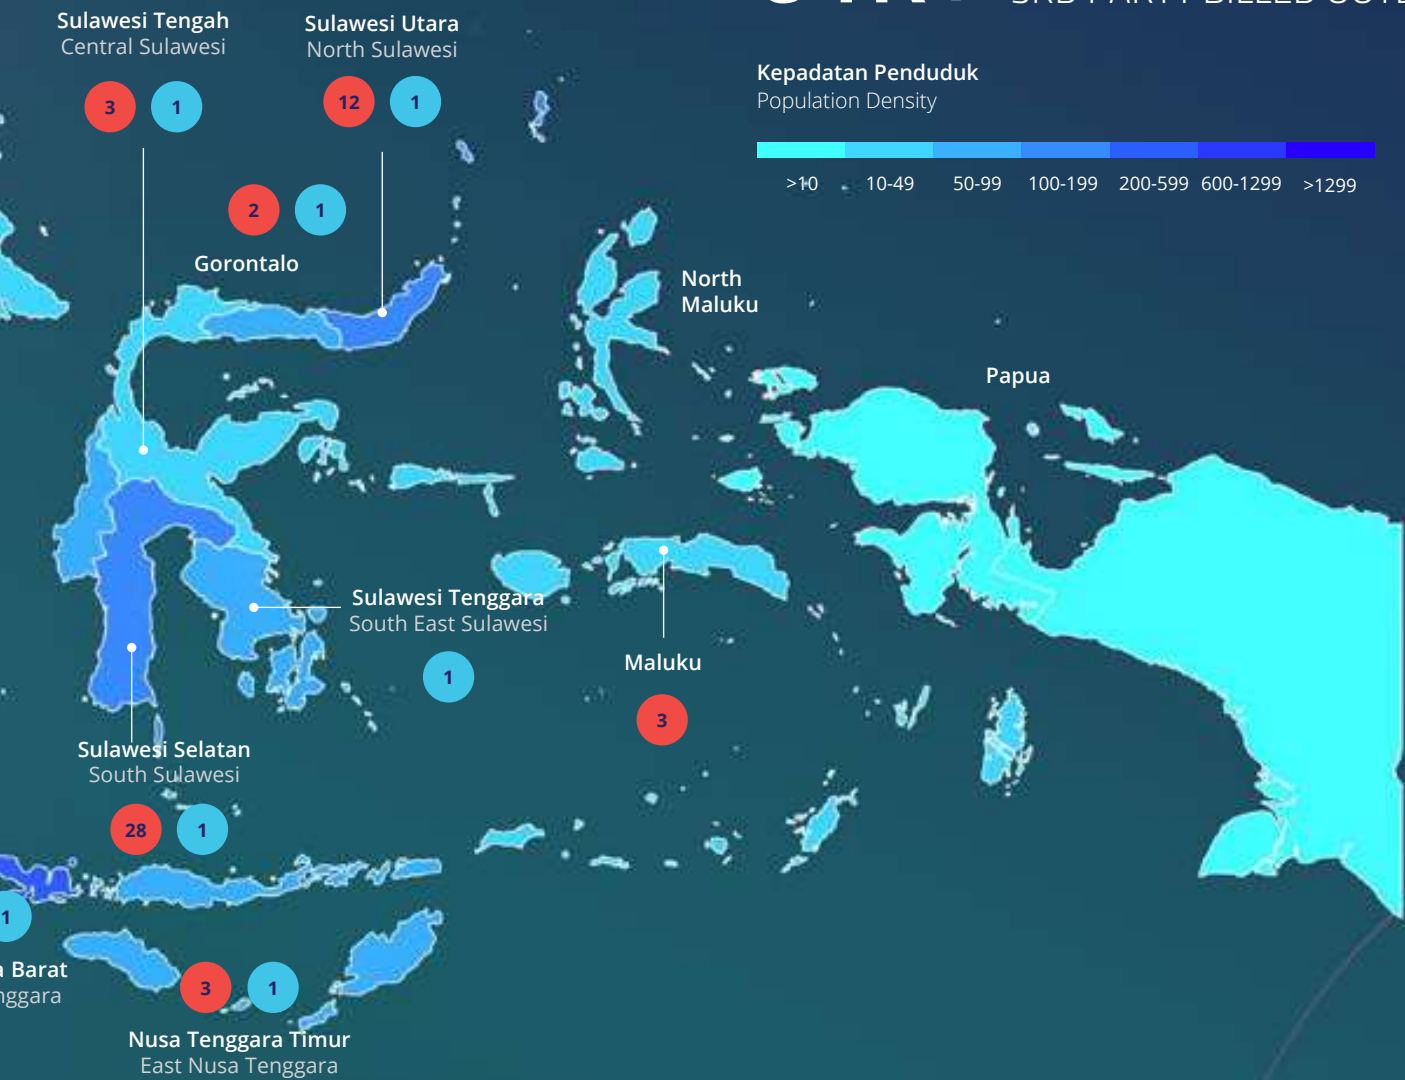 3RD PARTY BILLED
Sulawesi Tengah
Central Sulawesi
3 1
Sulawesi Utara
North Sulawesi
12 1
2 1
Gorontalo
Kepadatan Penduduk
Population Density
>10 10-49 50-99 100-199 200-599 600-1299 >1299
North
Maluku
Papua
Sulawesi Tenggara
South East Sulawesi
1
Maluku
3
Sulawesi Selatan
South Sulawesi
28 1
1
Barat
Nusa Tenggara Timur
East Nusa Tenggara
3 1